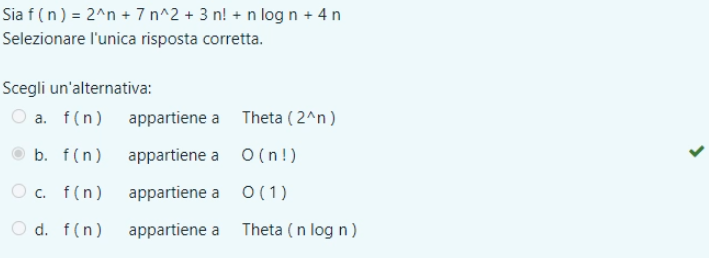 Sia f ( n ) = 2^n + 7 n^2 + 3 n! + n log n + 4 n
Selezionare l'unica risposta corretta.
Scegli un'alternativa:
a. f ( n ) appartiene a Theta ( 2^n )
b. f ( n ) appartiene a O ( n ! )
c. f ( n ) appartiene a O ( 1 )
d. f ( n ) appartiene a Theta ( n log n )